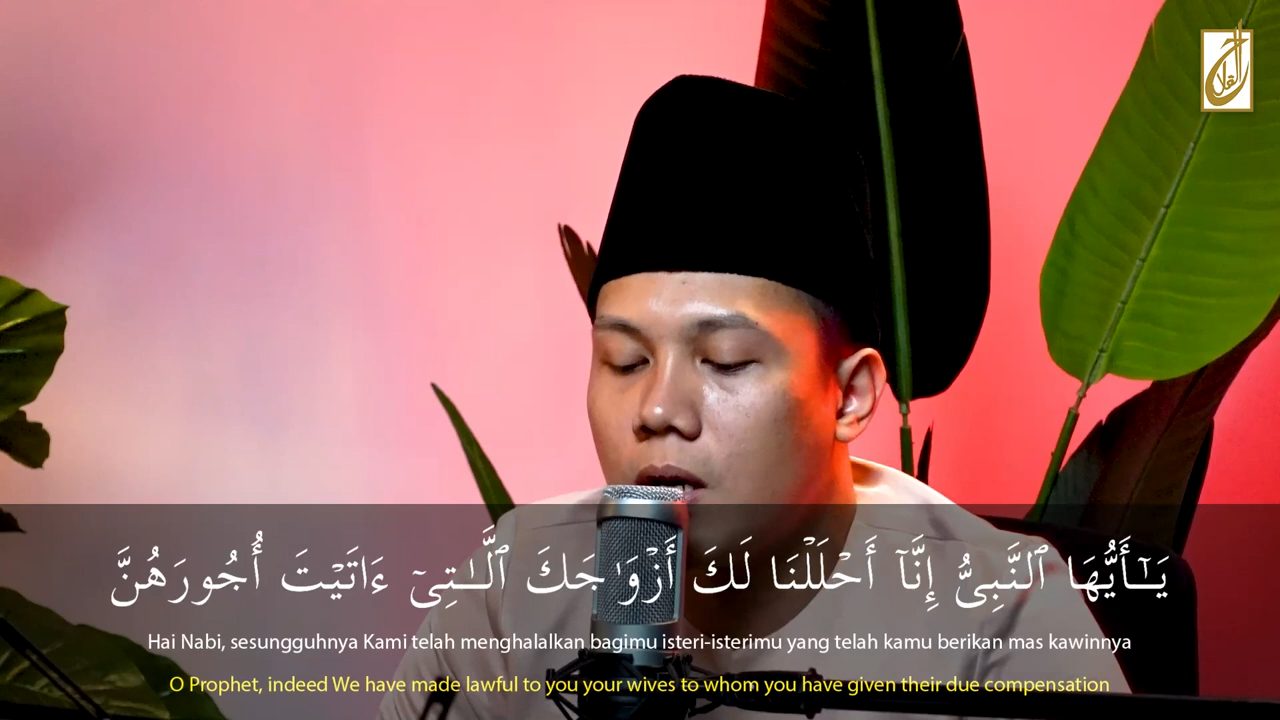 الفلاح
يَـٰٓأَيُّهَا ٱلنَّبِىُّ إِنَّآ أَحْلَلْنَا لَكَ أَزْوَٰجَكَ ٱلَّـٰتِىٓ ءَاتَيْتَ أُجُورَهُنَّ
Hai Nabi, sesungguhnya Kami telah menghalalkan bagimu isteri-isterimu yang telah kamu berikan mas kawinnya
O Prophet, indeed We have made lawful to you your wives to whom you have given their due compensation